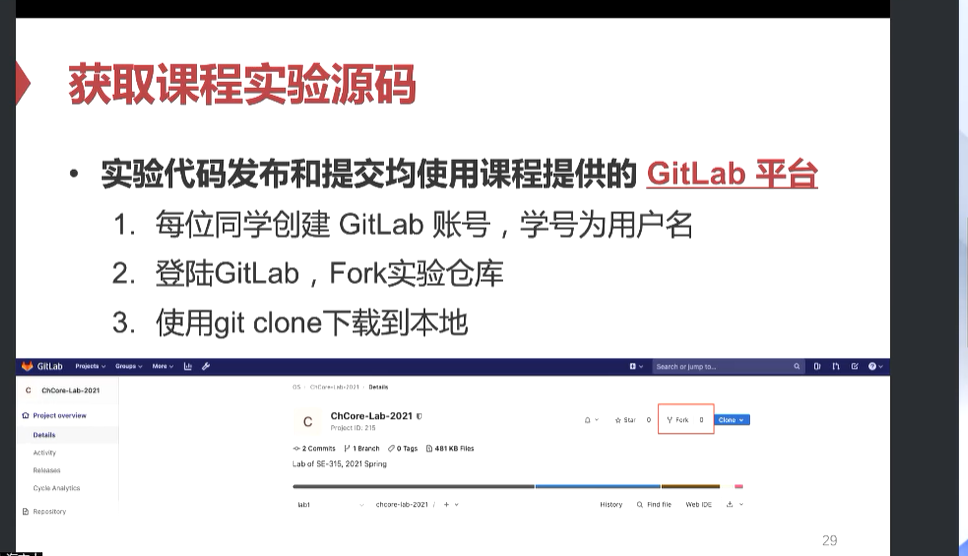 获取课程实验源码
• 实验代码发布和提交均使用课程提供的 GitLab 平台
1. 每位同学创建 GitLab 账号，学号为用户名
2. 登陆GitLab，Fork实验仓库
3. 使用git clone下载到本地
GitLab Projects Groups More Search or jump to...
C ChCore-Lab-2021
OS ChCore-Lab-2021 Details
Project overview
Details
Activity
Releases
Cycle Analytics
Repository
C ChCore-Lab-2021
Project ID: 215
Star 0 Fork 0 Clone
2 Commits 1 Branch 0 Tags 481 KB Files
Lab of SE-315, 2021 Spring
lab1 chcore-lab-2021 / + History Find file Web IDE
29